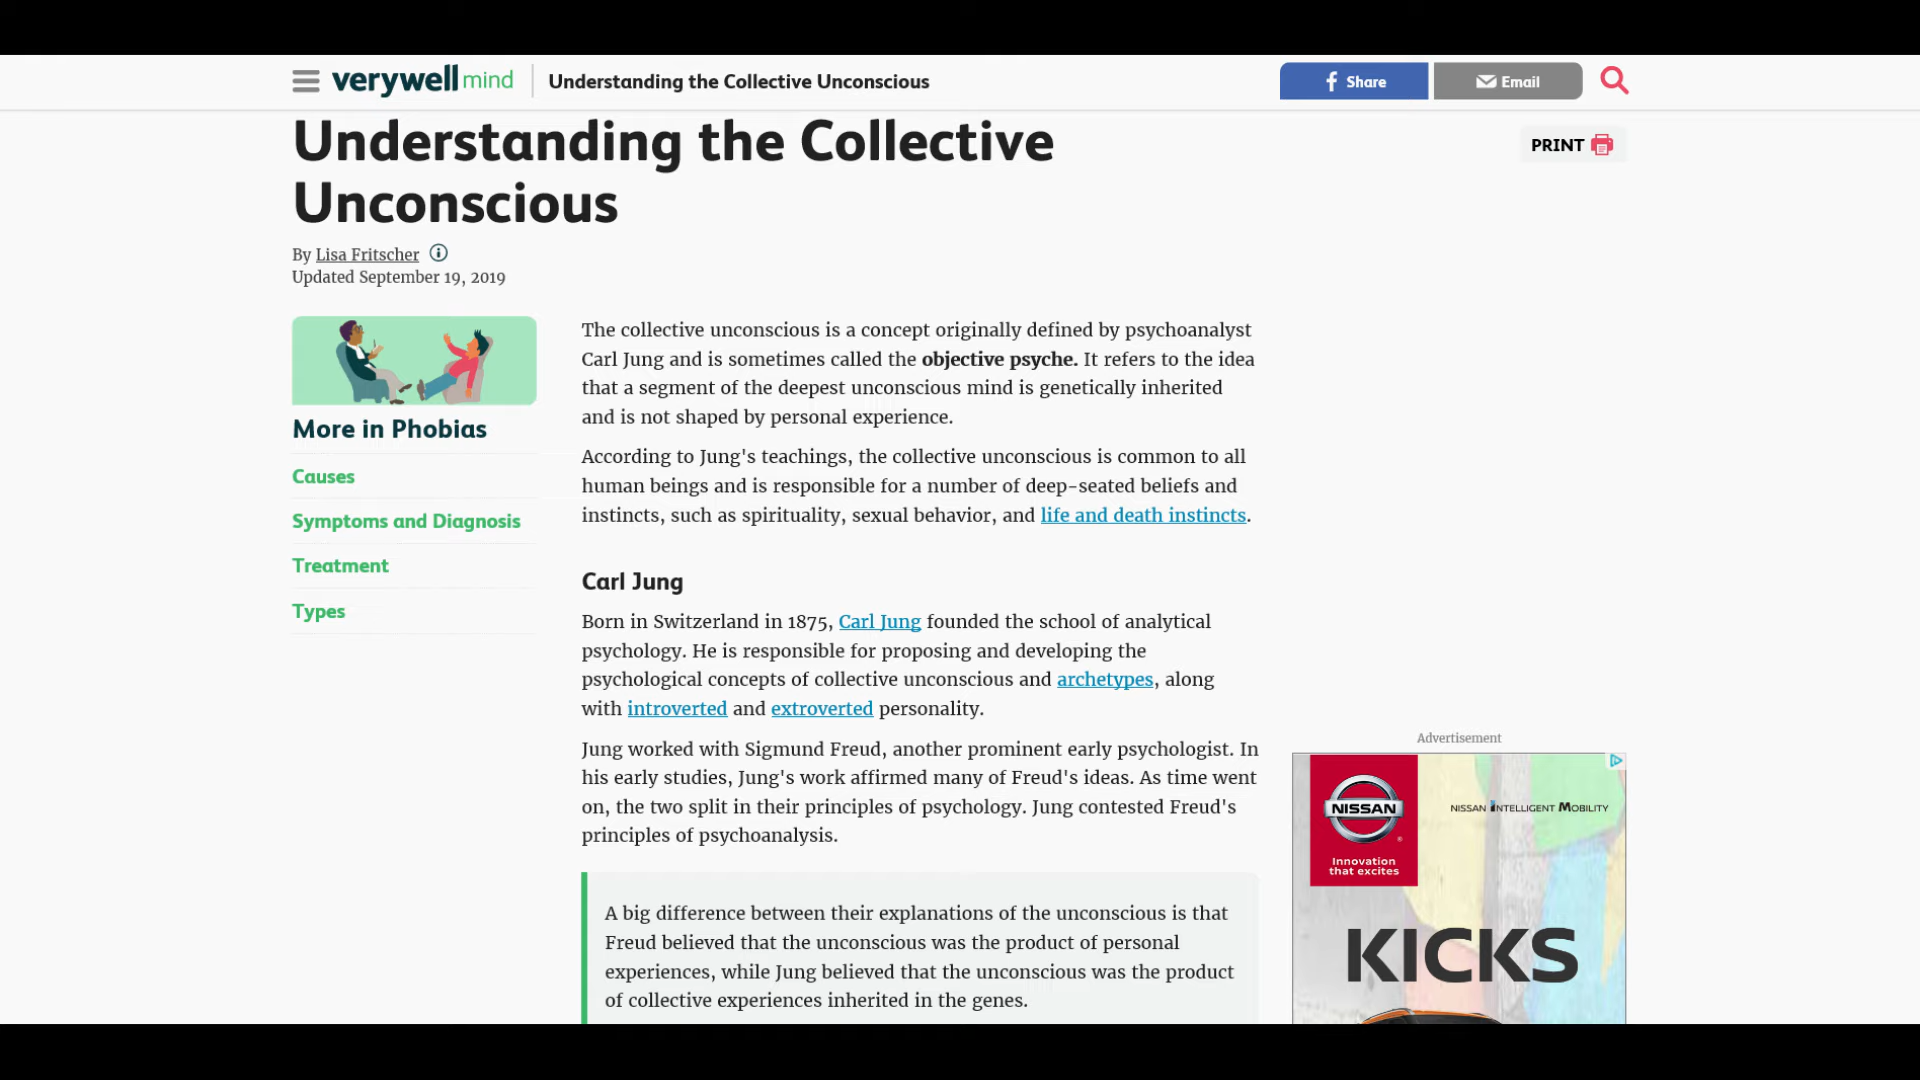 verywell mind
Understanding the Collective Unconscious
Share
Email
Understanding the Collective
Unconscious
PRINT
By Lisa Fritscher
Updated September 19, 2019
More in Phobias
Causes
Symptoms and Diagnosis
Treatment
Types
The collective unconscious is a concept originally defined by psychoanalyst
Carl Jung and is sometimes called the objective psyche. It refers to the idea
that a segment of the deepest unconscious mind is genetically inherited
and is not shaped by personal experience.
According to Jung's teachings, the collective unconscious is common to all
human beings and is responsible for a number of deep-seated beliefs and
instincts, such as spirituality, sexual behavior, and life and death instincts.
Carl Jung
Born in Switzerland in 1875, Carl Jung founded the school of analytical
psychology. He is responsible for proposing and developing the
psychological concepts of collective unconscious and archetypes, along
with introverted and extroverted personality.
Jung worked with Sigmund Freud, another prominent early psychologist. In
his early studies, Jung's work affirmed many of Freud's ideas. As time went
on, the two split in their principles of psychology. Jung contested Freud's
principles of psychoanalysis.
A big difference between their explanations of the unconscious is that
Freud believed that the unconscious was the product of personal
experiences, while Jung believed that the unconscious was the product
of collective experiences inherited in the genes.
Advertisement
NISSAN
Innovation
that excites
NISSAN INTELLIGENT MOBILITY
KICKS